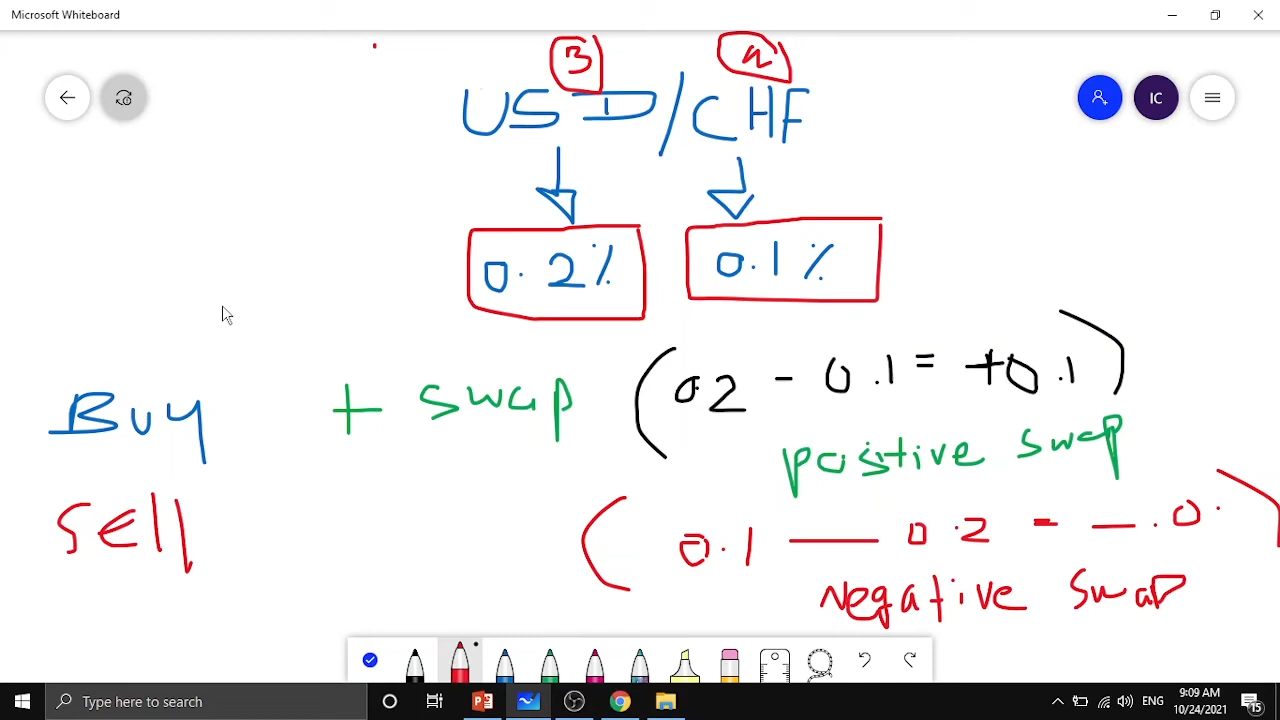 Microsoft Whiteboard
3
USD/CHF
IC
0.2% 0.1%
Buy + swap (0.2 - 0.1 = +0.1)
positive swap
Sell (0.1 — 0.2 = — .0.
Negative swap
Type here to search
ENG
9:09 AM
10/24/2021
15